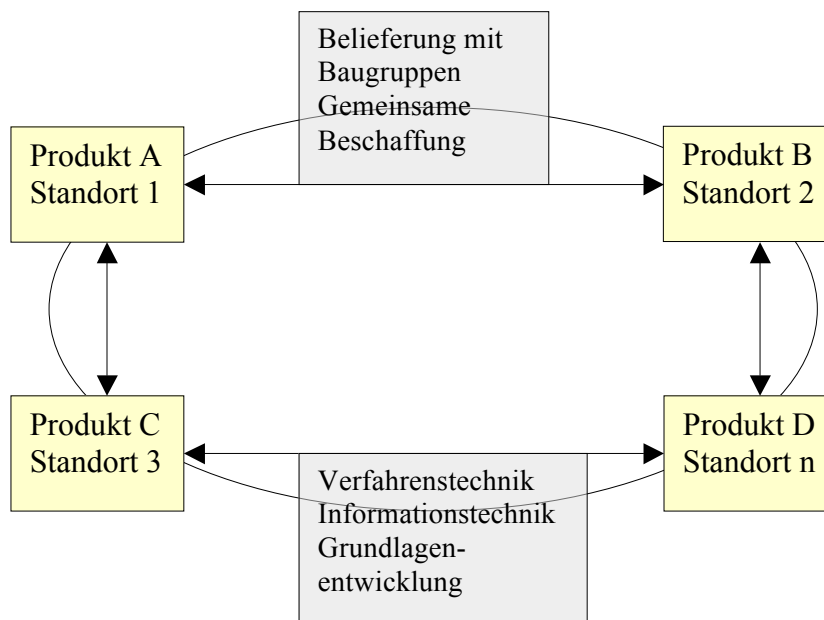 Belieferung mit
Baugruppen
Gemeinsame
Beschaffung
Produkt A
Standort 1
Produkt B
Standort 2
Produkt C
Standort 3
Produkt D
Standort n
Verfahrenstechnik
Informationstechnik
Grundlagen-
entwicklung